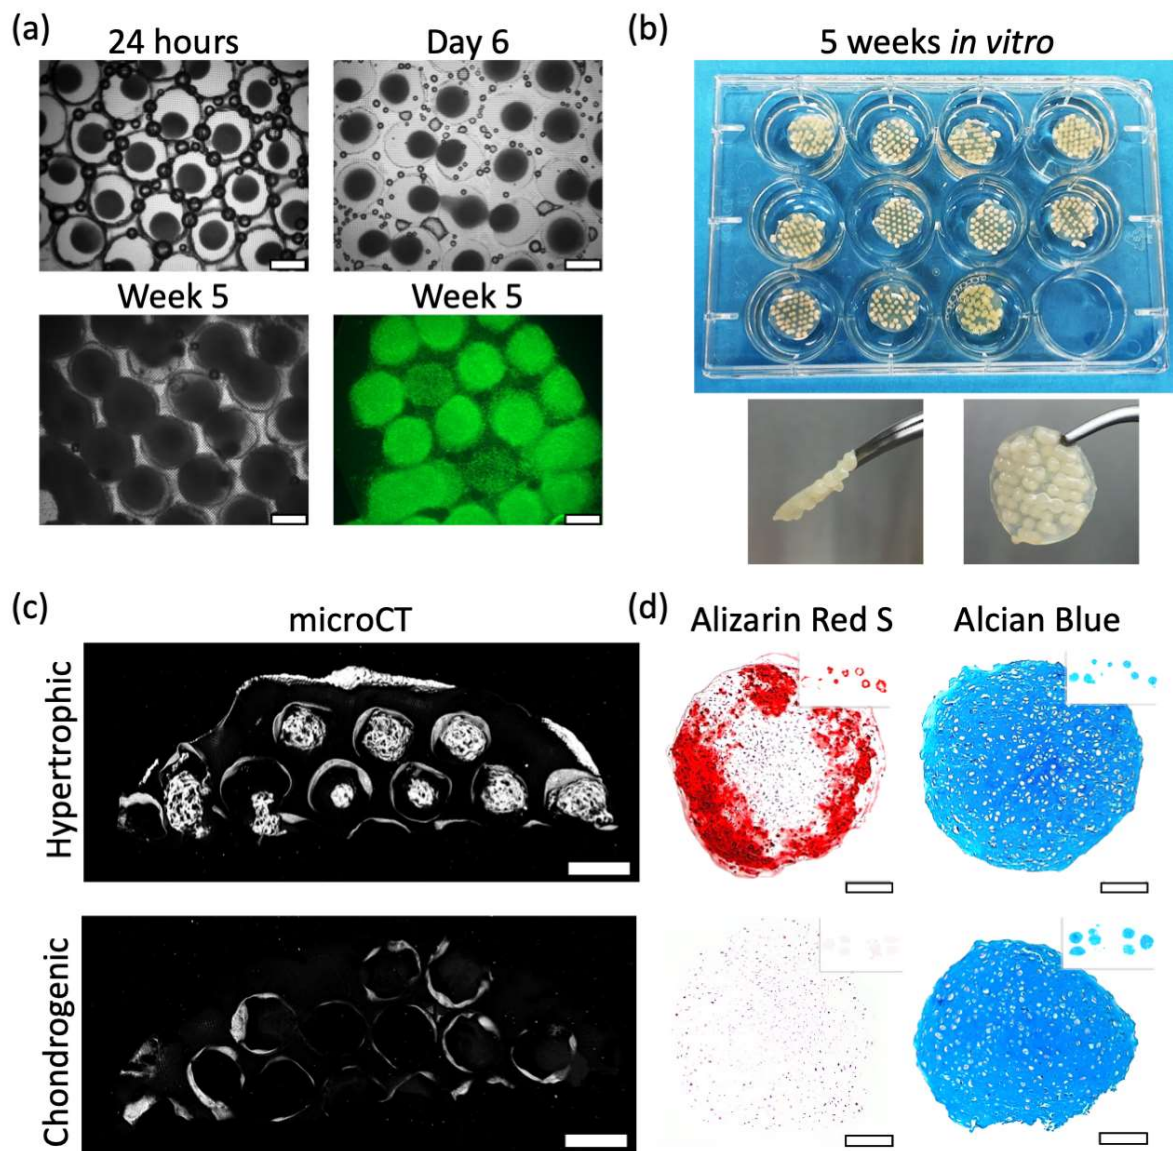 (a)
24 hours
Day 6
Week 5
Week 5
(b)
5 weeks in vitro
(c)
microCT
Hypertrophic
Chondrogenic
(d)
Alizarin Red S
Alcian Blue